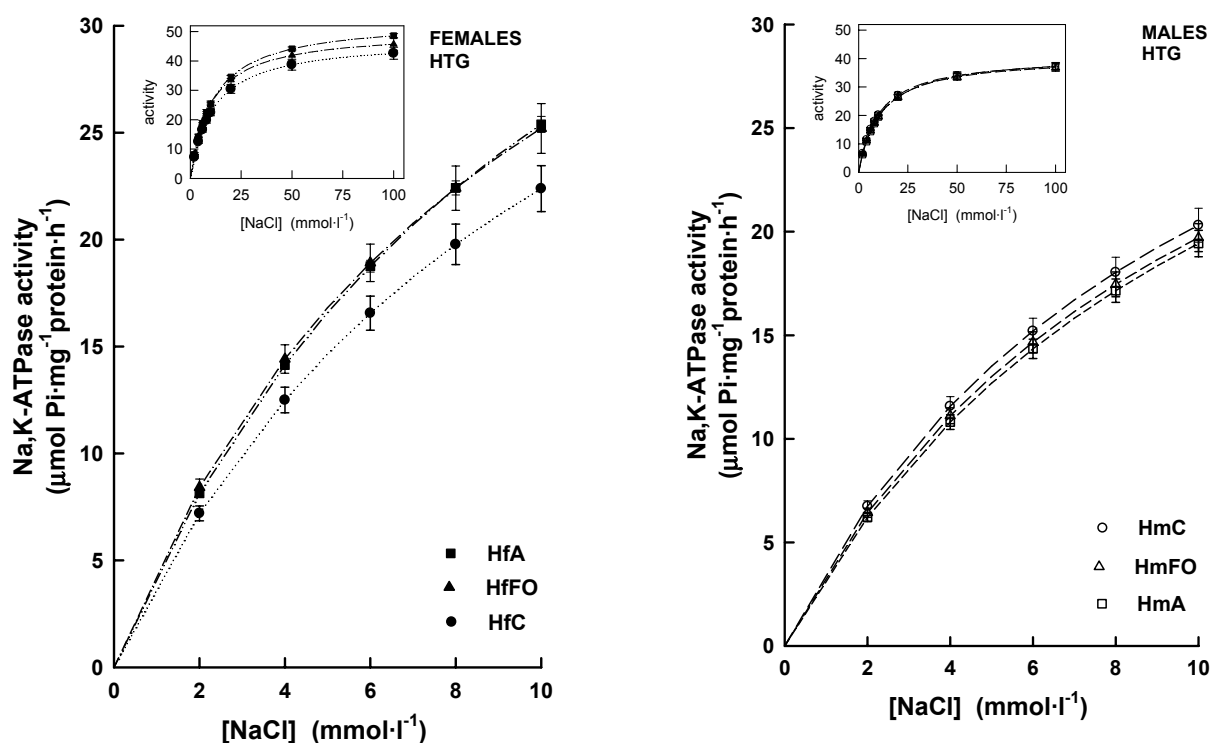 FEMALES
HTG
50
40
30
20
10
0
activity
0 25 50 75 100
[NaCl] (mmol·l⁻¹)
30
25
20
15
10
5
0
Na,K-ATPase activity
(μmol Pi·mg⁻¹protein·h⁻¹)
HfA
HfFO
HfC
0 2 4 6 8 10
[NaCl] (mmol·l⁻¹)
MALES
HTG
50
40
30
20
10
0
activity
0 25 50 75 100
[NaCl] (mmol·l⁻¹)
30
25
20
15
10
5
0
Na,K-ATPase activity
(μmol Pi·mg⁻¹protein·h⁻¹)
HmC
HmFO
HmA
0 2 4 6 8 10
[NaCl] (mmol·l⁻¹)